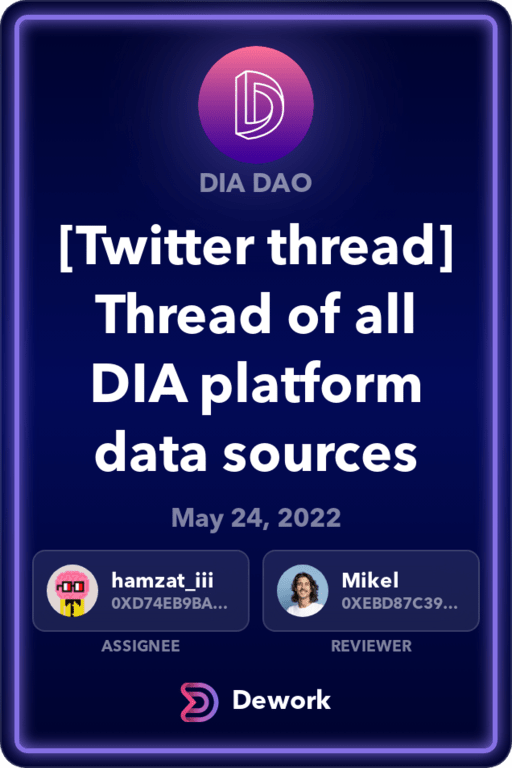 DIA DAO
[Twitter thread]
Thread of all
DIA platform
data sources
May 24, 2022
hamzat_iii
0XD74EB9BA...
ASSIGNEE
Mikel
0XEBD87C39...
REVIEWER
Dework